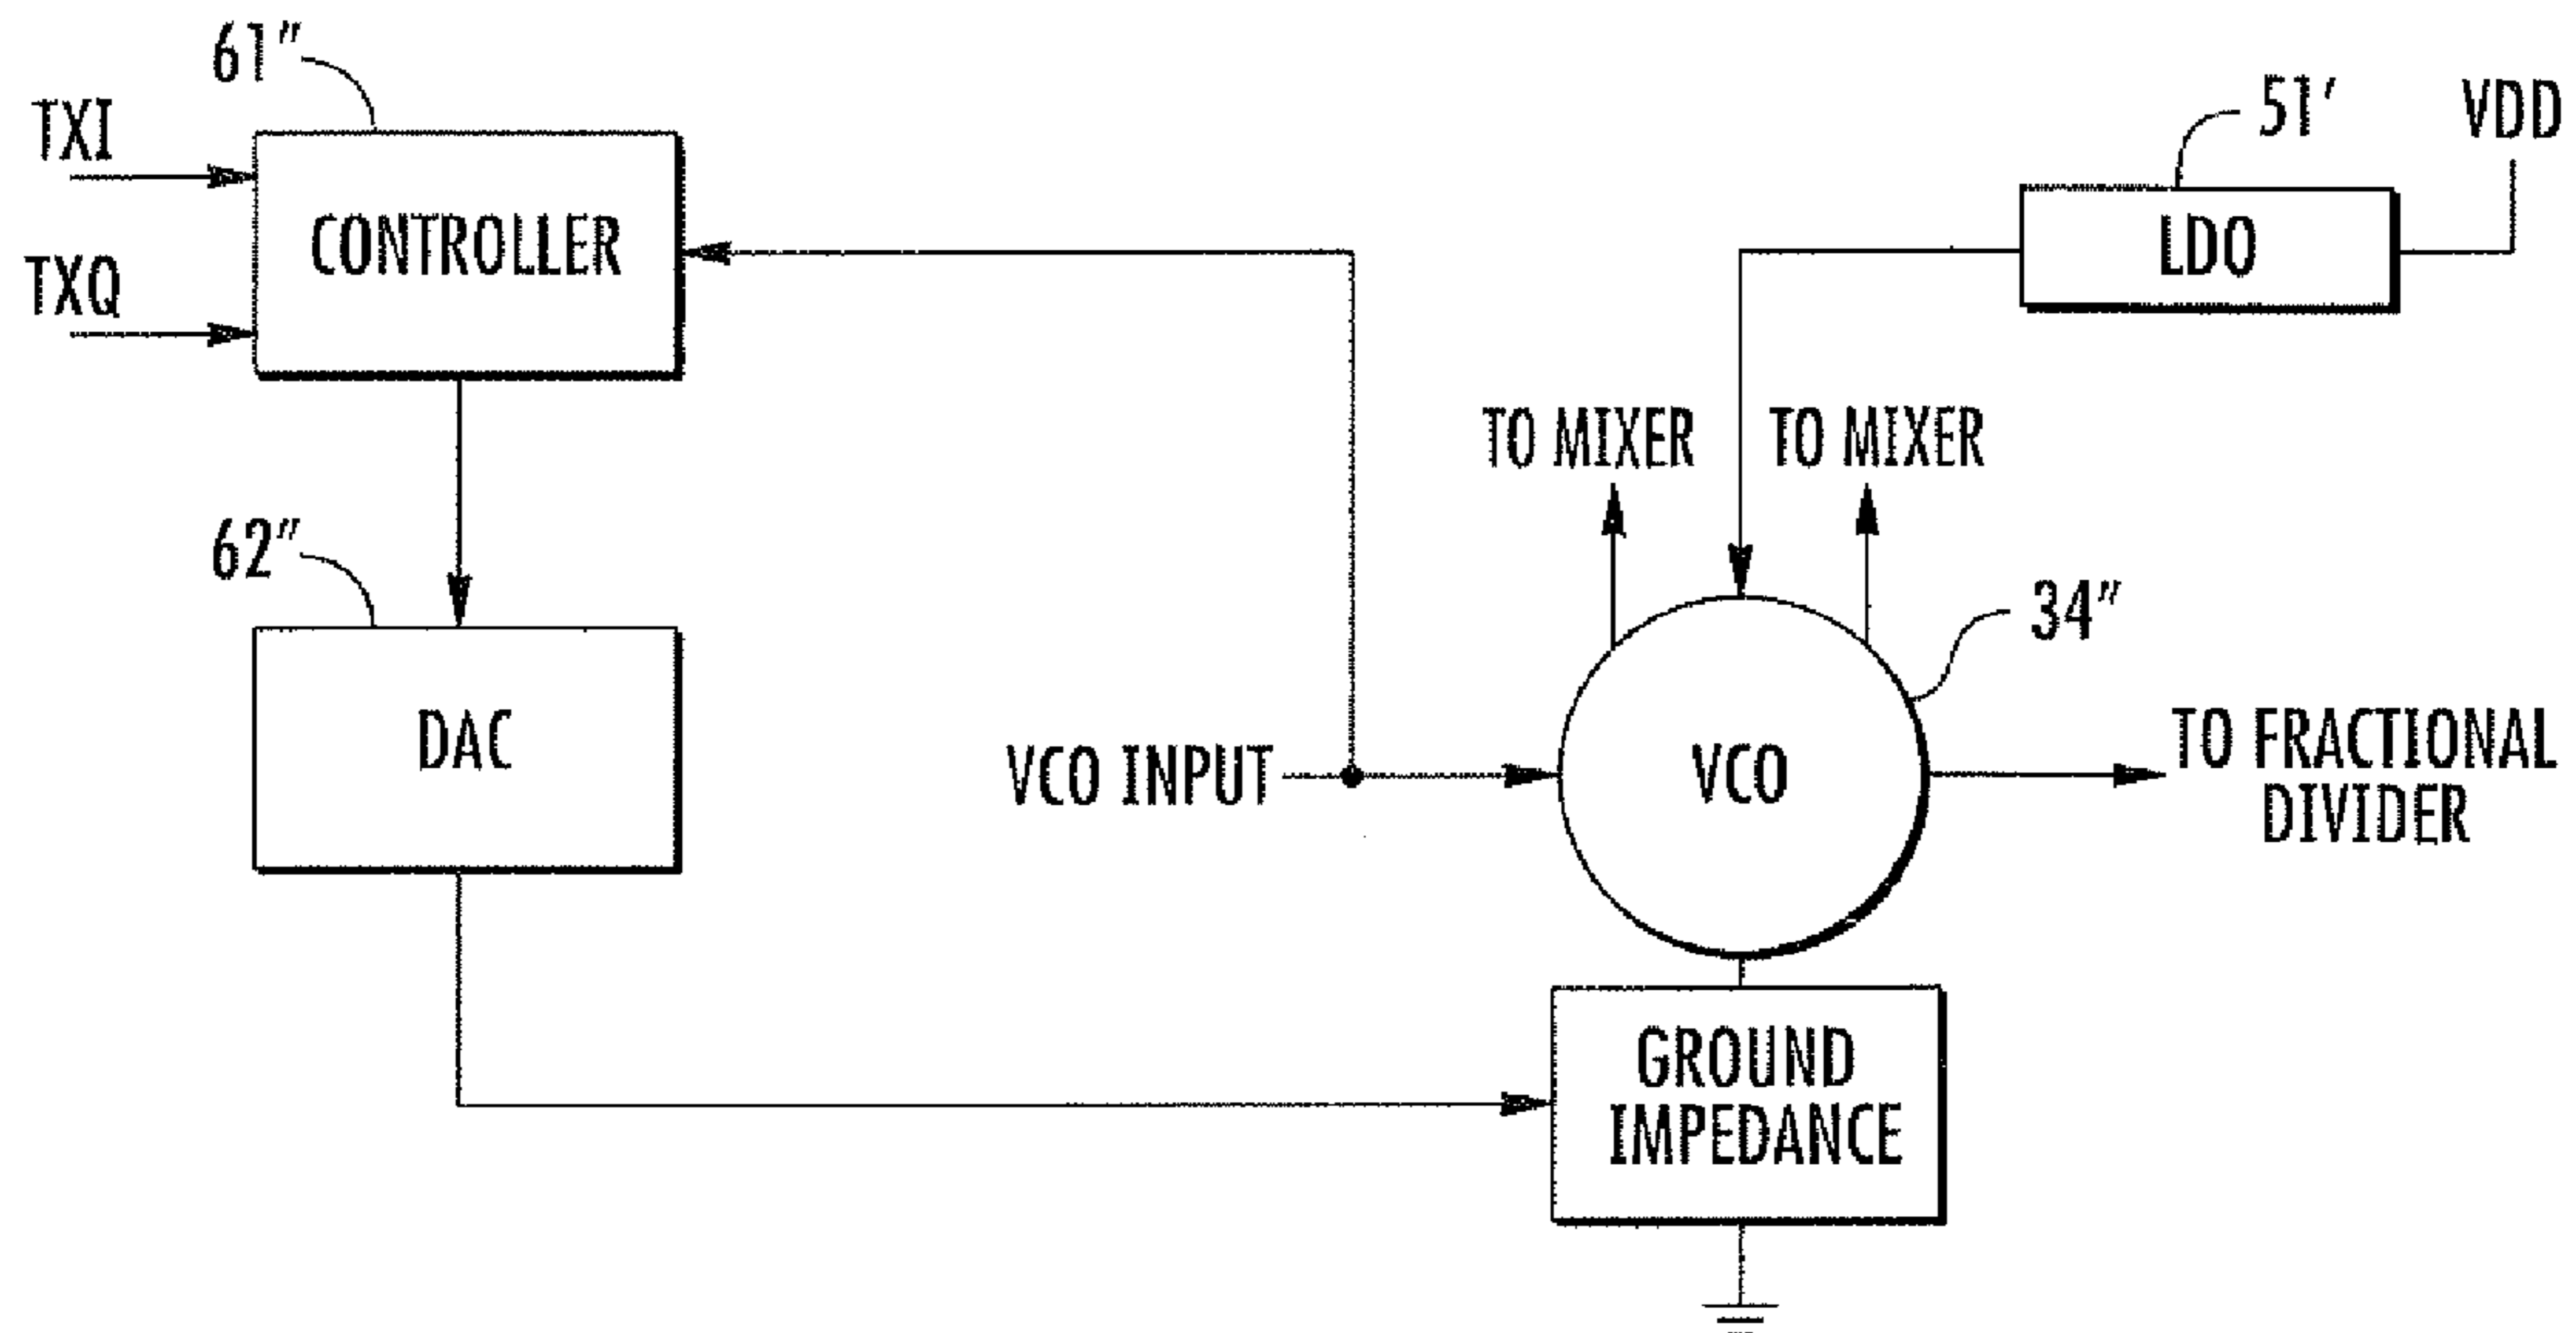 61″
TXI
CONTROLLER
TXQ
51′
VDD
LDO
TO MIXER
TO MIXER
62″
DAC
34″
VCO INPUT
VCO
TO FRACTIONAL
DIVIDER
GROUND
IMPEDANCE